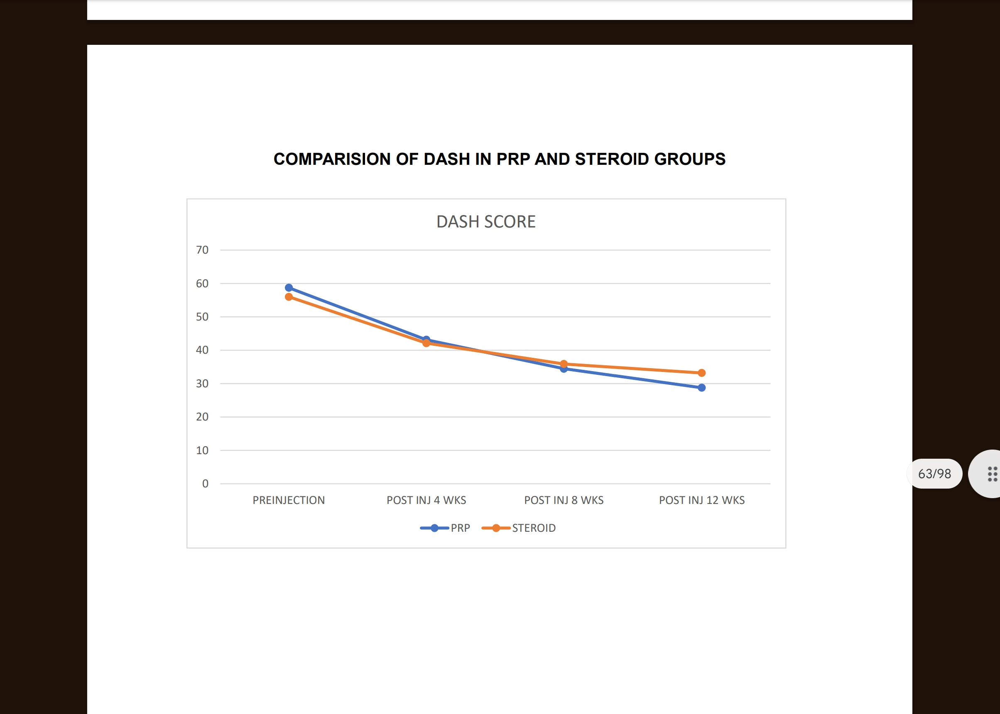 COMPARISION OF DASH IN PRP AND STEROID GROUPS
DASH SCORE
70
60
50
40
30
20
10
0
PREINJECTION POST INJ 4 WKS POST INJ 8 WKS POST INJ 12 WKS
PRP STEROID
63/98